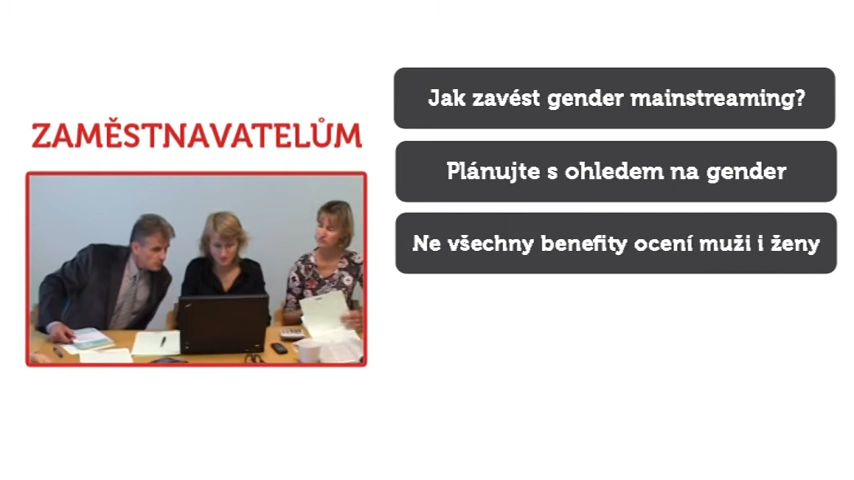 ZAMĚSTNAVATELŮM
Jak zavést gender mainstreaming?
Plánujte s ohledem na gender
Ne všechny benefity ocení muži i ženy